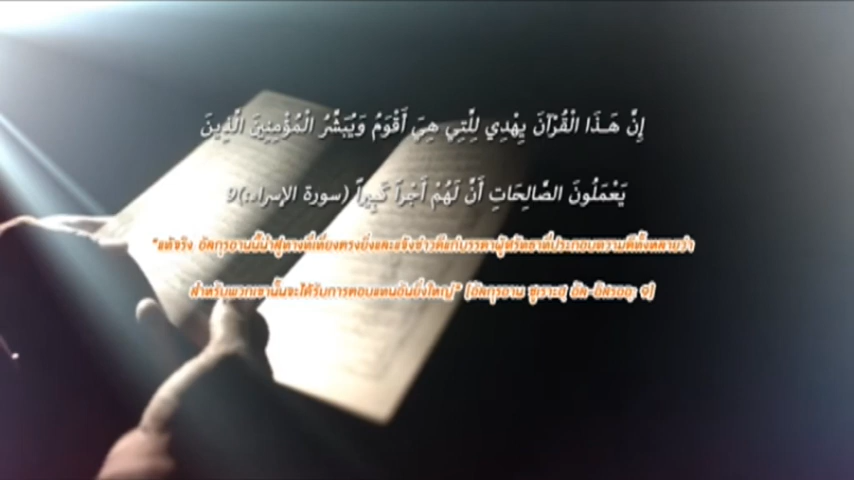 إِنَّ هَـذَا الْقُرْآنَ يِهْدِي لِلَّتِي هِيَ أَقْوَمُ وَيُبَشِّرُ الْمُؤْمِنِينَ الَّذِينَ
يَعْمَلُونَ الصَّالِحَاتِ أَنَّ لَهُمْ أَجْراً كَبِيراً (سورة الإسراء:)9
"แท้จริง อัลกุรอานนี้นำสู่ทางที่เที่ยงตรงยิ่งและแจ้งข่าวดีแก่บรรดาผู้ศรัทธาที่ประกอบความดีทั้งหลายว่า
สำหรับพวกเขานั้นจะได้รับการตอบแทนอันยิ่งใหญ่" (อัลกุรอาน ซูเราะฮฺ อัล-อิสรออฺ: 9)